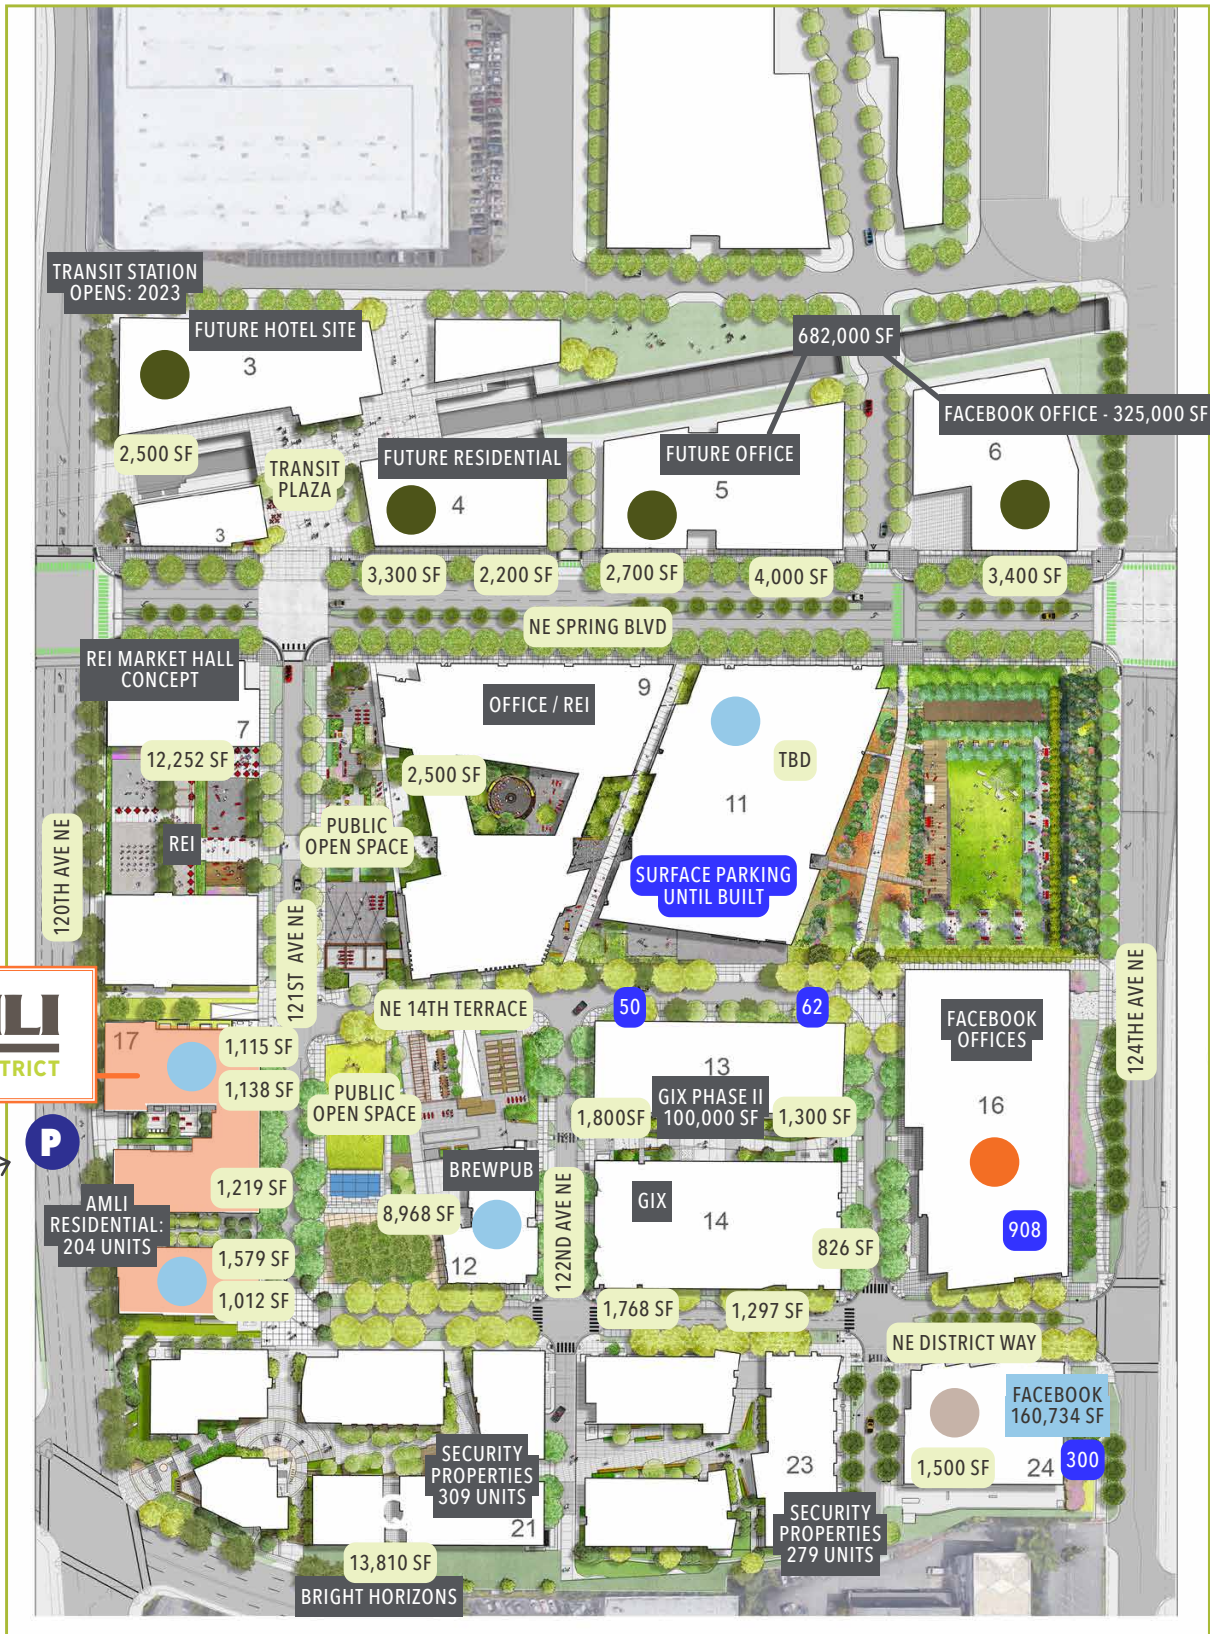 TRANSIT STATION
OPENS: 2023
FUTURE HOTEL SITE
3
682,000 SF
FACEBOOK OFFICE - 325,000 SF
2,500 SF
TRANSIT
PLAZA
FUTURE RESIDENTIAL
4
FUTURE OFFICE
5
6
3
3,300 SF
2,200 SF
2,700 SF
4,000 SF
3,400 SF
NE SPRING BLVD
REI MARKET HALL
CONCEPT
7
12,252 SF
REI
OFFICE / REI
9
2,500 SF
TBD
11
PUBLIC
OPEN SPACE
SURFACE PARKING
UNTIL BUILT
120TH AVE NE
121ST AVE NE
124THE AVE NE
NE 14TH TERRACE
50
62
LI
TRICT
17
1,115 SF
1,138 SF
PUBLIC
OPEN SPACE
13
GIX PHASE II
100,000 SF
1,800SF
1,300 SF
FACEBOOK
OFFICES
16
P
AMLI
RESIDENTIAL:
204 UNITS
1,219 SF
BREWPUB
8,968 SF
12
122ND AVE NE
GIX
14
826 SF
908
1,579 SF
1,012 SF
1,768 SF
1,297 SF
NE DISTRICT WAY
FACEBOOK
160,734 SF
1,500 SF
24
300
SECURITY
PROPERTIES
309 UNITS
21
23
SECURITY
PROPERTIES
279 UNITS
13,810 SF
BRIGHT HORIZONS